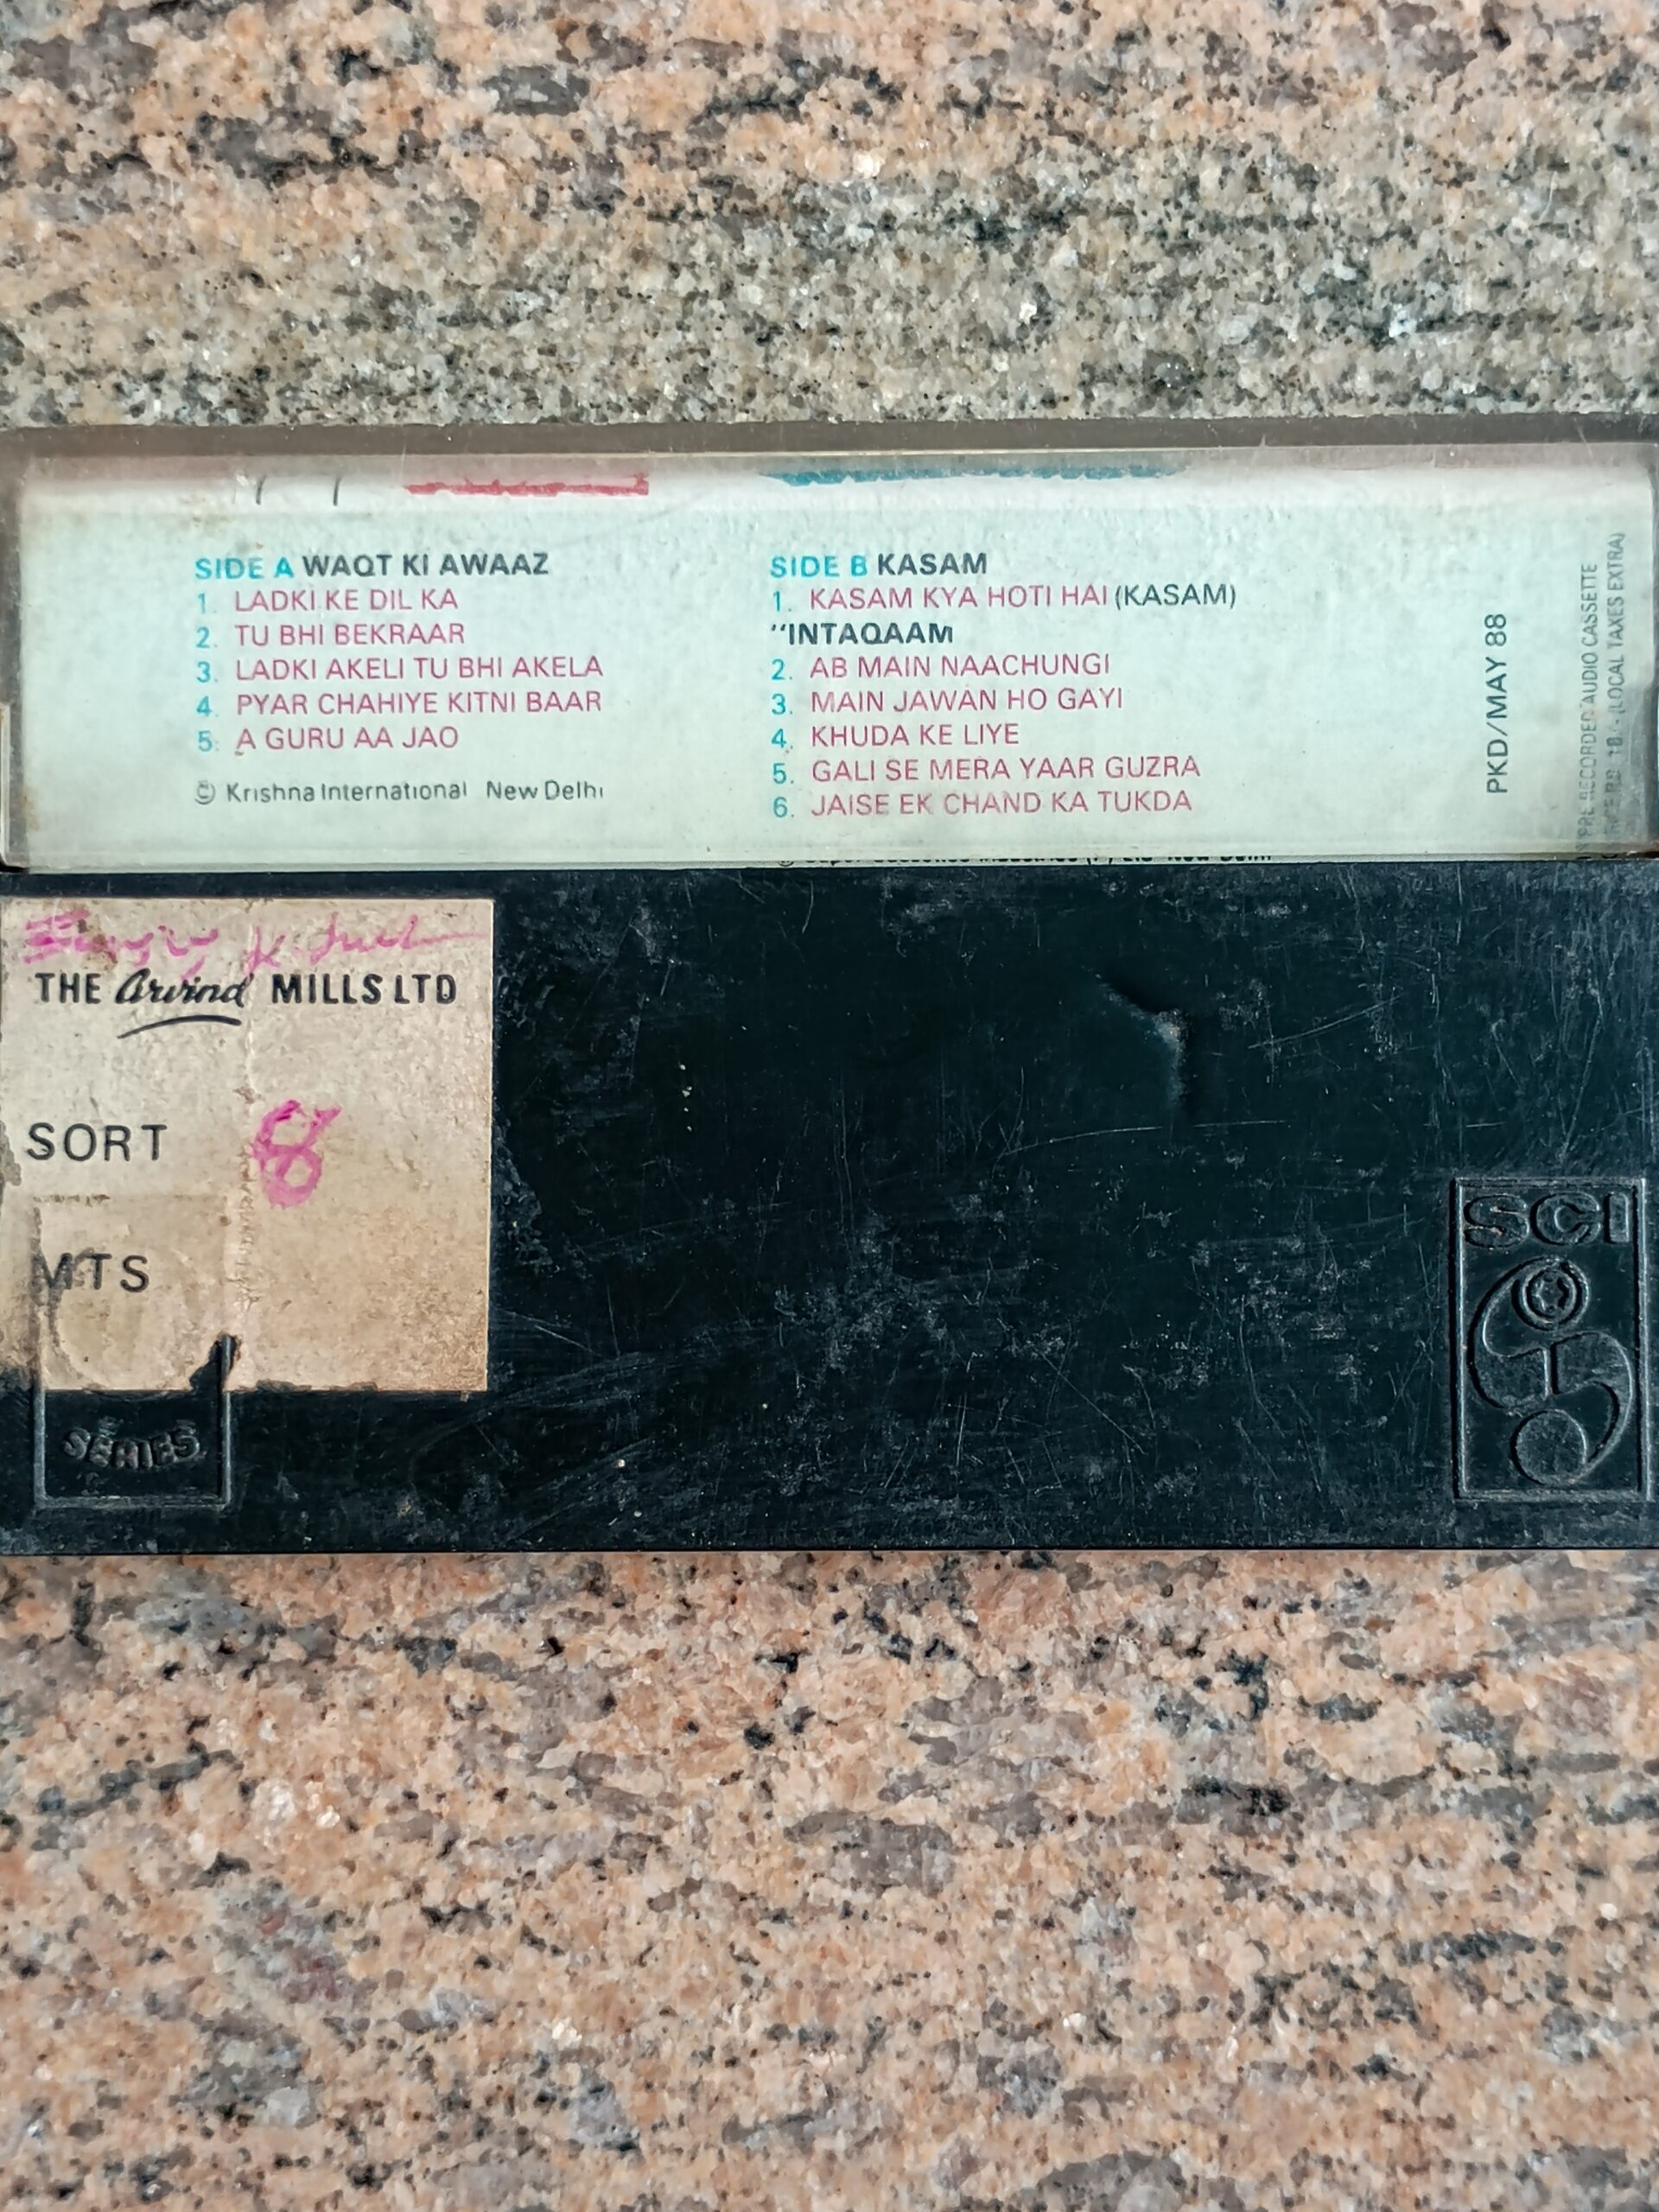 SIDE A WAQT KI AWAAZ
1. LADKI KE DIL KA
2. TU BHI BEKRAAR
3. LADKI AKELI TU BHI AKELA
4. PYAR CHAHIYE KITNI BAAR
5. A GURU AA JAO
© Krishna International New Delhi
SIDE B KASAM
1. KASAM KYA HOTI HAI (KASAM)
"INTAQAAM
2. AB MAIN NAACHUNGI
3. MAIN JAWAN HO GAYI
4. KHUDA KE LIYE
5. GALI SE MERA YAAR GUZRA
6. JAISE EK CHAND KA TUKDA
PKD/MAY 88
PRE RECORDED AUDIO CASSETTE
(LOCAL TAXES EXTRA)
THE arvind MILLS LTD
SORT 8
MTS
SERIES
SCI